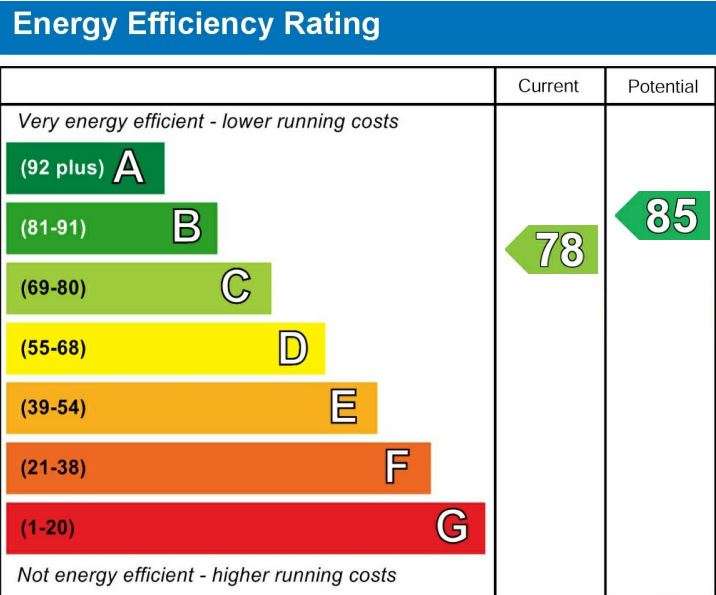 Energy Efficiency Rating
Current Potential
Very energy efficient - lower running costs
(92 plus) A
(81-91) B
(69-80) C
(55-68) D
(39-54) E
(21-38) F
(1-20) G
Not energy efficient - higher running costs
78
85